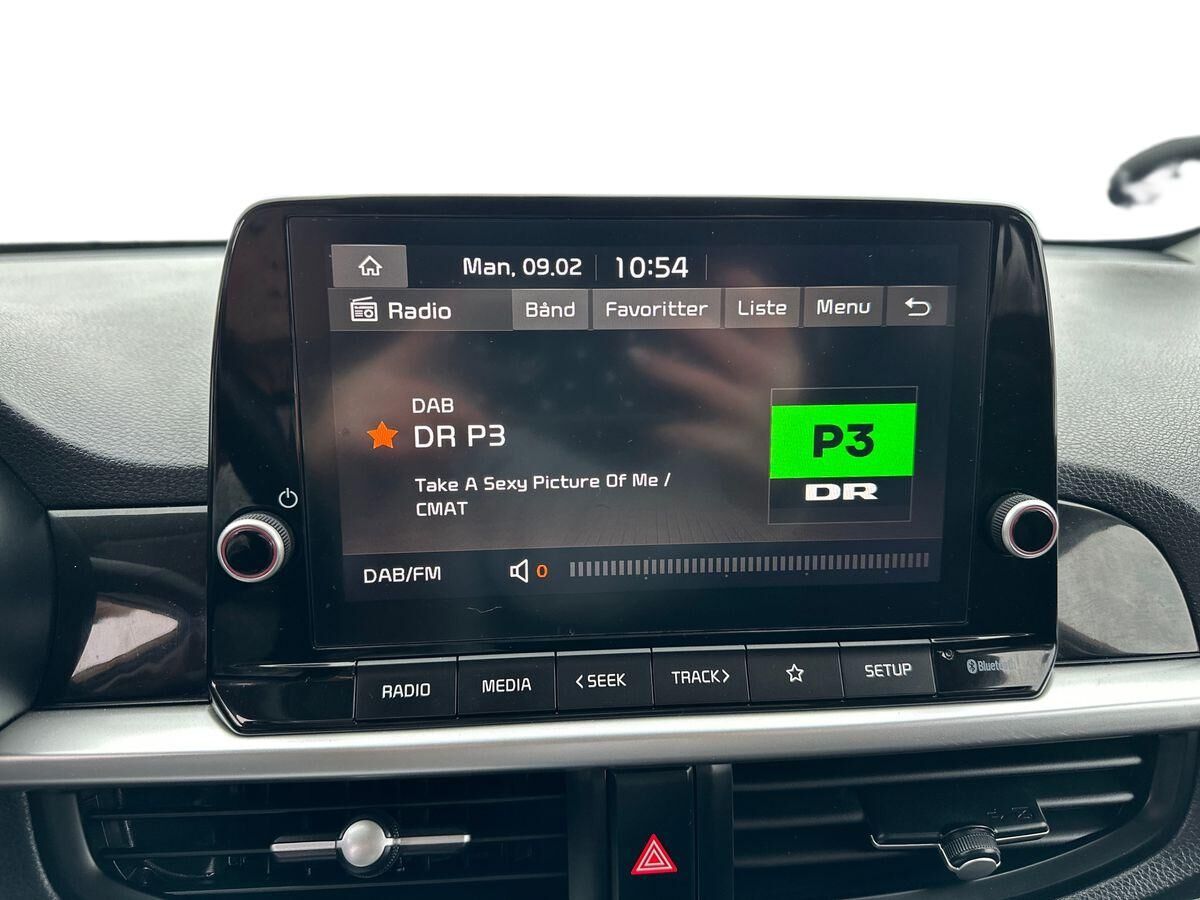 Man, 09.02 10:54
Radio Bånd Favoritter Liste Menu
DAB
DR P3
Take A Sexy Picture Of Me /
CMAT
P3
DR
DAB/FM 0
RADIO MEDIA <SEEK TRACK> SETUP
Bluetooth